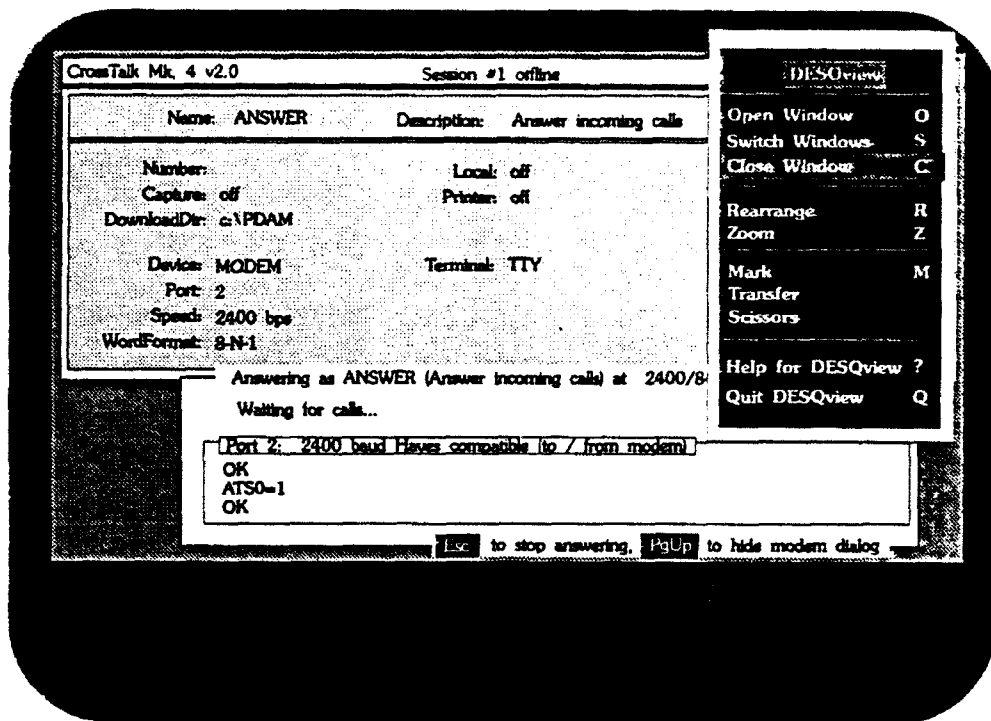 CrossTalk Mk. 4 v2.0 Session #1 offline
Name: ANSWER Description: Answer incoming calls
Number: Local: off
Capture: off Printer: off
DownloadDir: c:\PDAM
Device: MODEM Terminal: TTY
Port: 2
Speed: 2400 bps
WordFormat: 8-N-1
Answering as ANSWER (Answer incoming calls) at 2400/8
Waiting for calls...
Port 2: 2400 baud Hayes compatible (to / from modem)
OK
ATS0=1
OK
Esc to stop answering, PgUp to hide modem dialog
DESQview
Open Window O
Switch Windows S
Close Window C
Rearrange R
Zoom Z
Mark M
Transfer
Scissors
Help for DESQview ?
Quit DESQview Q